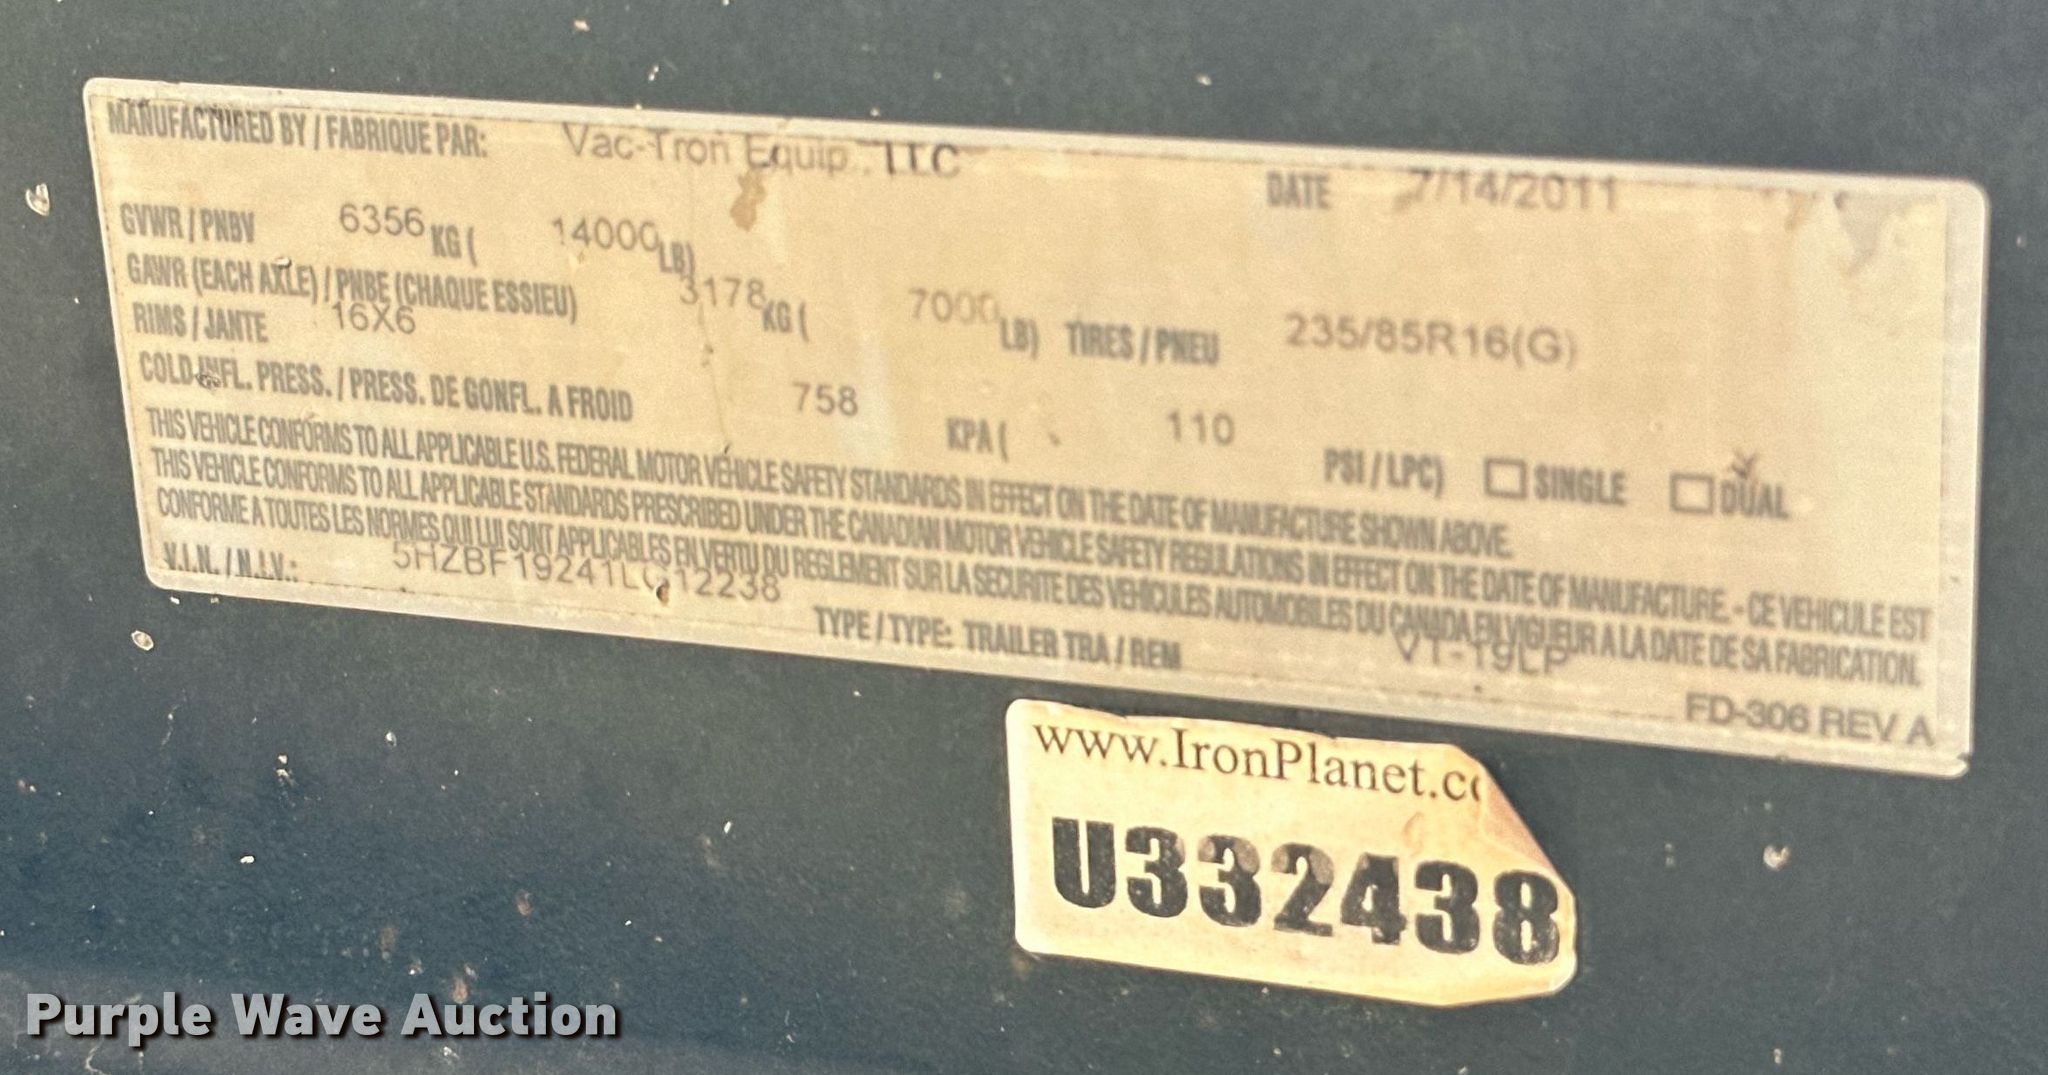 MANUFACTURED BY / FABRIQUE PAR: Vac-Tron Equip., LLC DATE 7/14/2011
GVWR / PNBV 6356 KG ( 14000 LB)
GAWR (EACH AXLE) / PNBE (CHAQUE ESSIEU) 3178 KG ( 7000 LB) TIRES / PNEU 235/85R16(G)
RIMS / JANTE 16X6
COLD INFL. PRESS. / PRESS. DE GONFL. A FROID 758 KPA ( 110 PSI / LPC) SINGLE DUAL
THIS VEHICLE CONFORMS TO ALL APPLICABLE U.S. FEDERAL MOTOR VEHICLE SAFETY STANDARDS IN EFFECT ON THE DATE OF MANUFACTURE SHOWN ABOVE.
THIS VEHICLE CONFORMS TO ALL APPLICABLE STANDARDS PRESCRIBED UNDER THE CANADIAN MOTOR VEHICLE SAFETY REGULATIONS IN EFFECT ON THE DATE OF MANUFACTURE. - CE VEHICULE EST
CONFORME A TOUTES LES NORMES QUI LUI SONT APPLICABLES EN VERTU DU REGLEMENT SUR LA SECURITE DES VEHICULES AUTOMOBILES DU CANADA EN VIGUEUR A LA DATE DE SA FABRICATION.
V.I.N. / N.I.V.: 5HZBF19241LQ12238 TYPE / TYPE: TRAILER TRA / REM VT-19LP
FD-306 REV A
www.IronPlanet.co
U332438
Purple Wave Auction